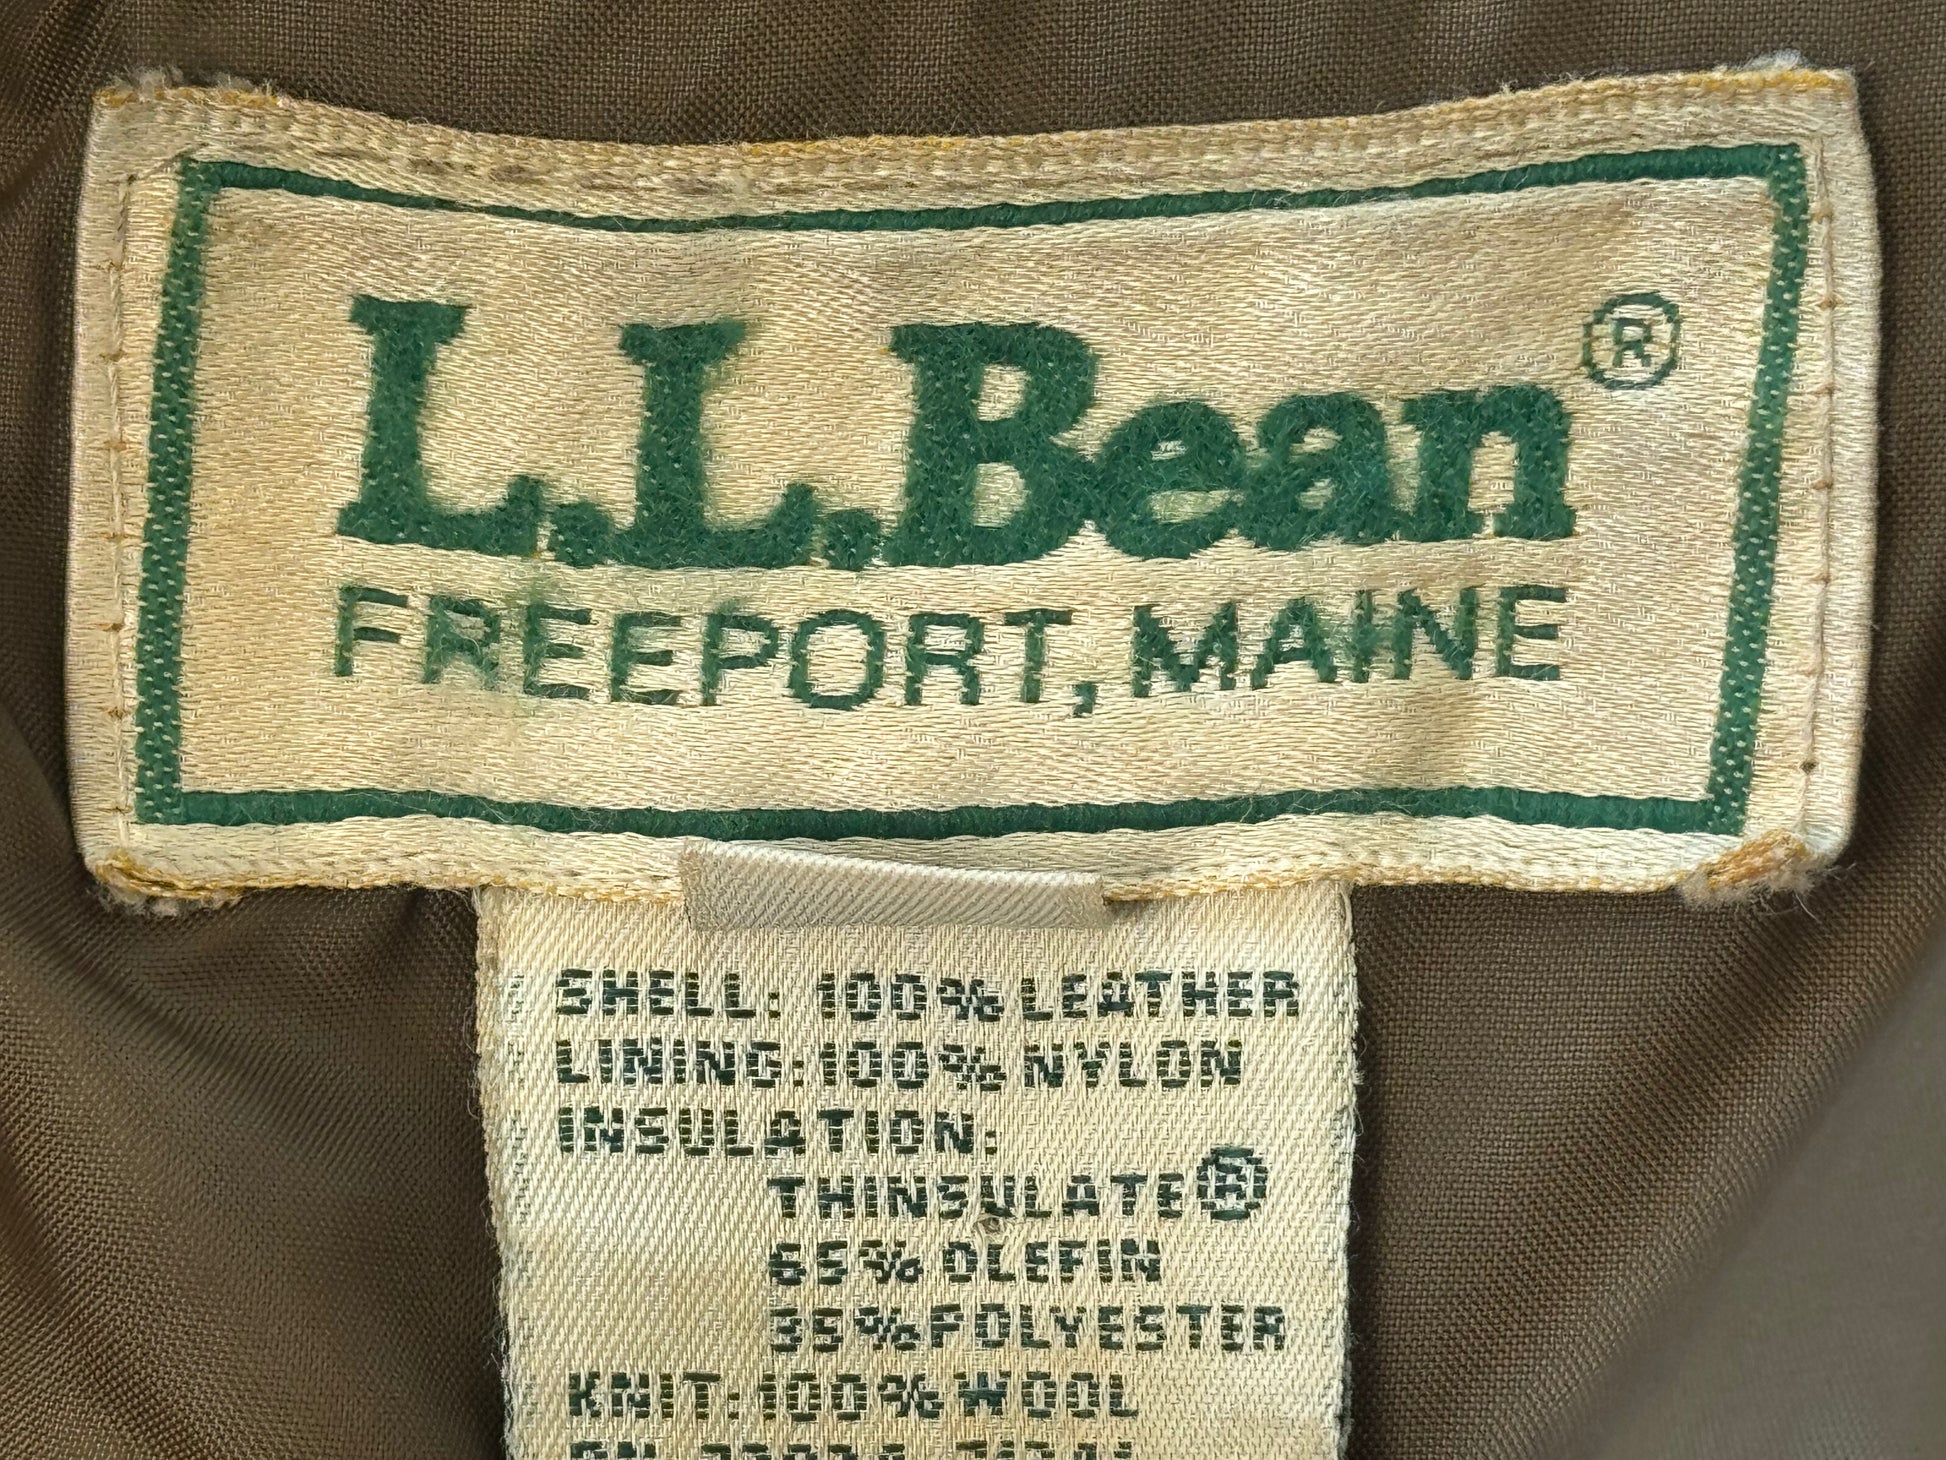 L.L.Bean®
FREEPORT, MAINE
SHELL: 100% LEATHER
LINING: 100% NYLON
INSULATION:
THINSULATE®
65% OLEFIN
35% POLYESTER
KNIT: 100% WOOL